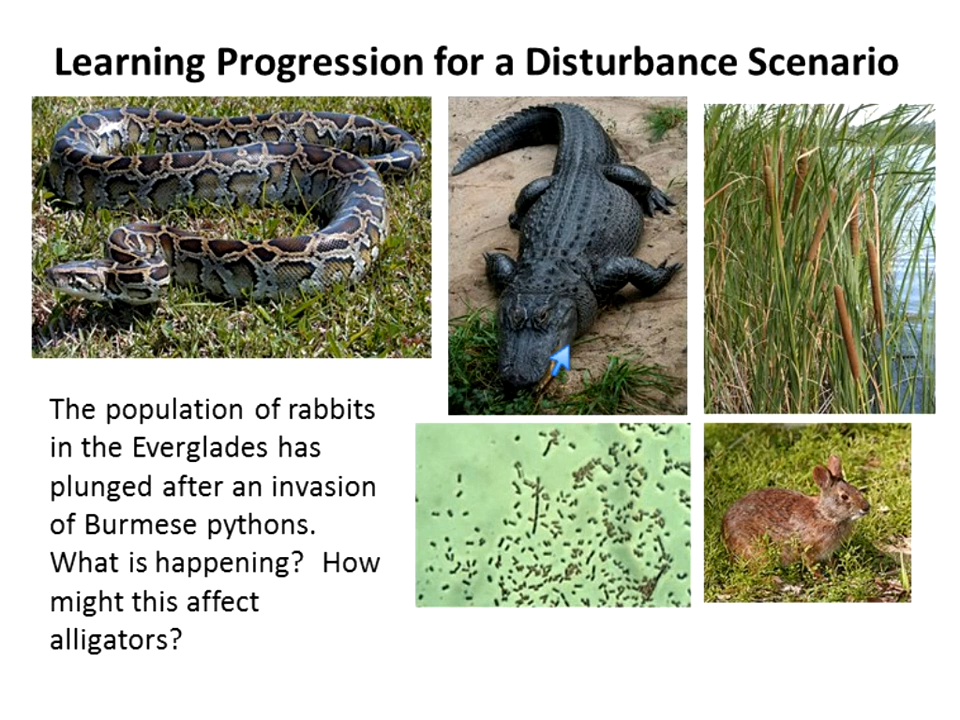 Learning Progression for a Disturbance Scenario
The population of rabbits
in the Everglades has
plunged after an invasion
of Burmese pythons.
What is happening? How
might this affect
alligators?